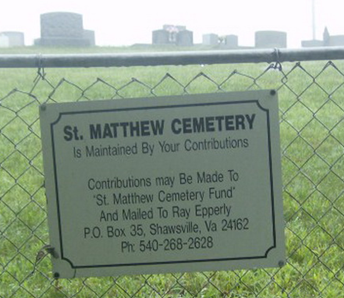 St. MATTHEW CEMETERY
Is Maintained By Your Contributions
Contributions may Be Made To
'St. Matthew Cemetery Fund'
And Mailed To Ray Epperly
P.O. Box 35, Shawsville, Va 24162
Ph: 540-268-2628